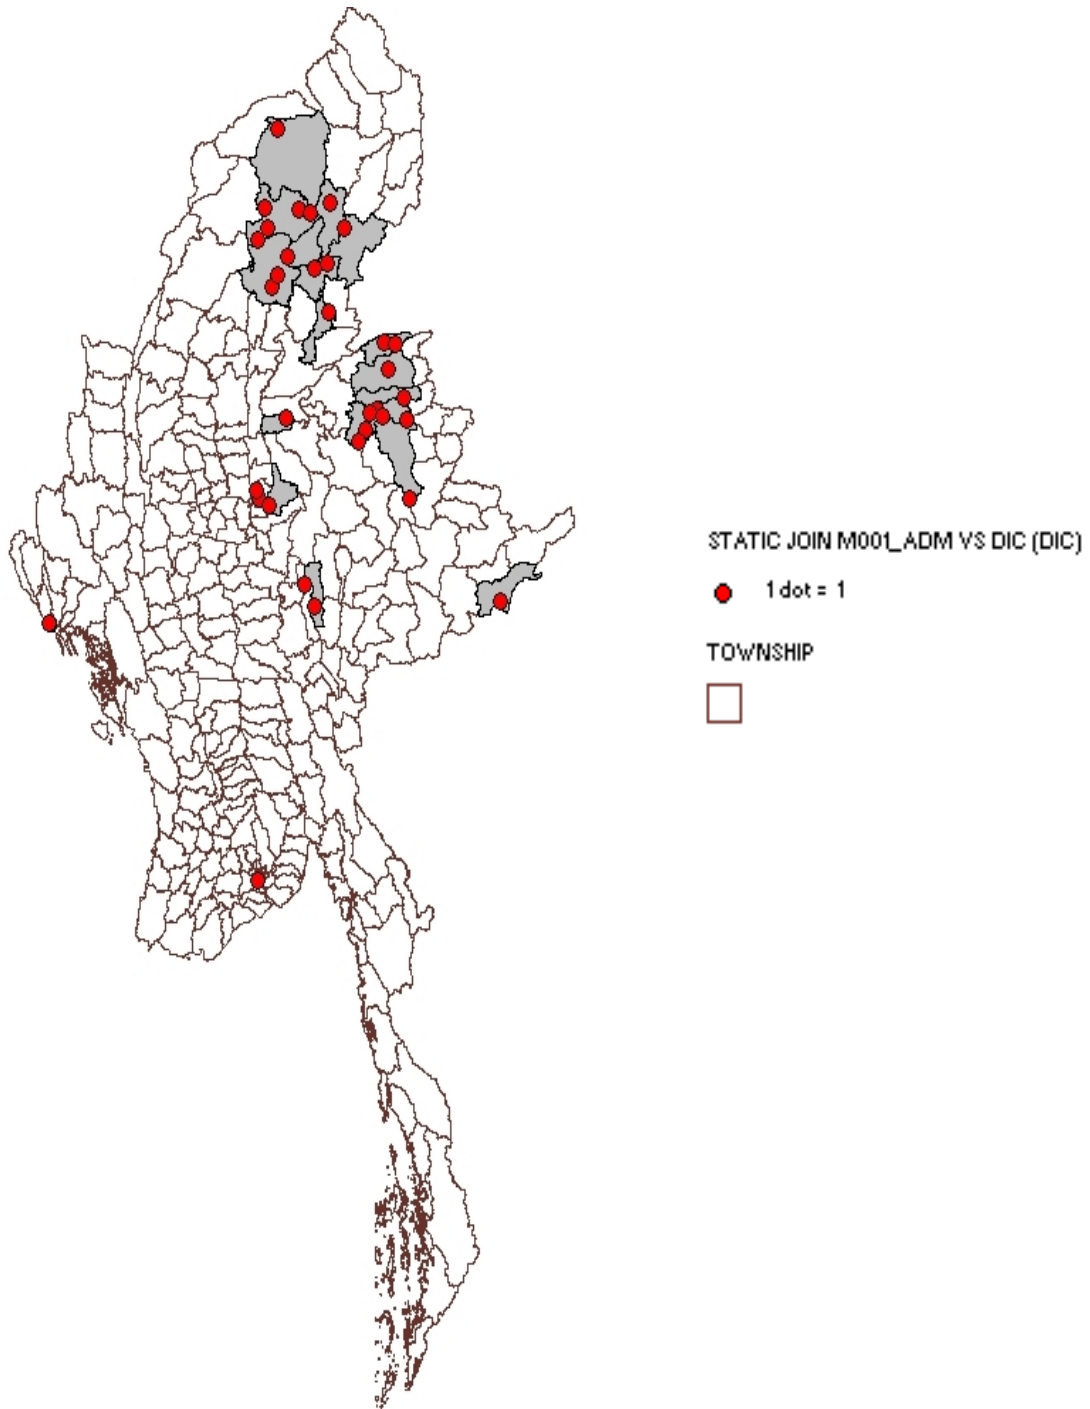 STATIC JOIN M001_ADM VS DIC (DIC)
1 dot = 1
TOWNSHIP